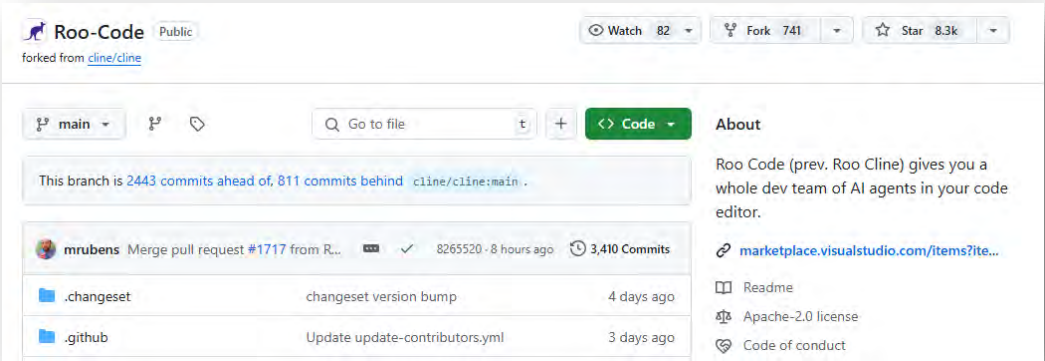 Roo-Code Public
Watch 82
Fork 741
Star 8.3k
forked from cline/cline
main
Go to file t
Code
This branch is 2443 commits ahead of, 811 commits behind cline/cline:main .
mrubens Merge pull request #1717 from R... 8265520 · 8 hours ago 3,410 Commits
.changeset changeset version bump 4 days ago
.github Update update-contributors.yml 3 days ago
About
Roo Code (prev. Roo Cline) gives you a
whole dev team of AI agents in your code
editor.
marketplace.visualstudio.com/items?ite...
Readme
Apache-2.0 license
Code of conduct